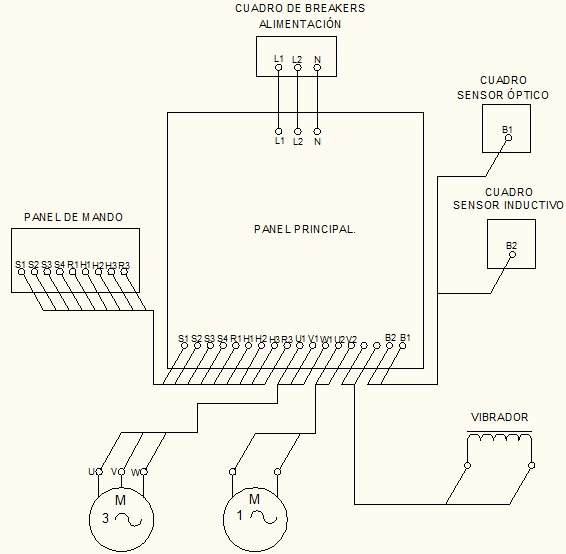 CUADRO DE BREAKERS
ALIMENTACIÓN
L1 L2 N
L1 L2 N
CUADRO
SENSOR ÓPTICO
B1
CUADRO
SENSOR INDUCTIVO
B2
PANEL DE MANDO
S1 S2 S3 S4 R1 H1 H2 H3 R3
PANEL PRINCIPAL.
S1 S2 S3 S4 R1 H1 H2 H3 R3 U1 V1 W1 U2 V2 B2 B1
VIBRADOR
U V W
M
3
M
1